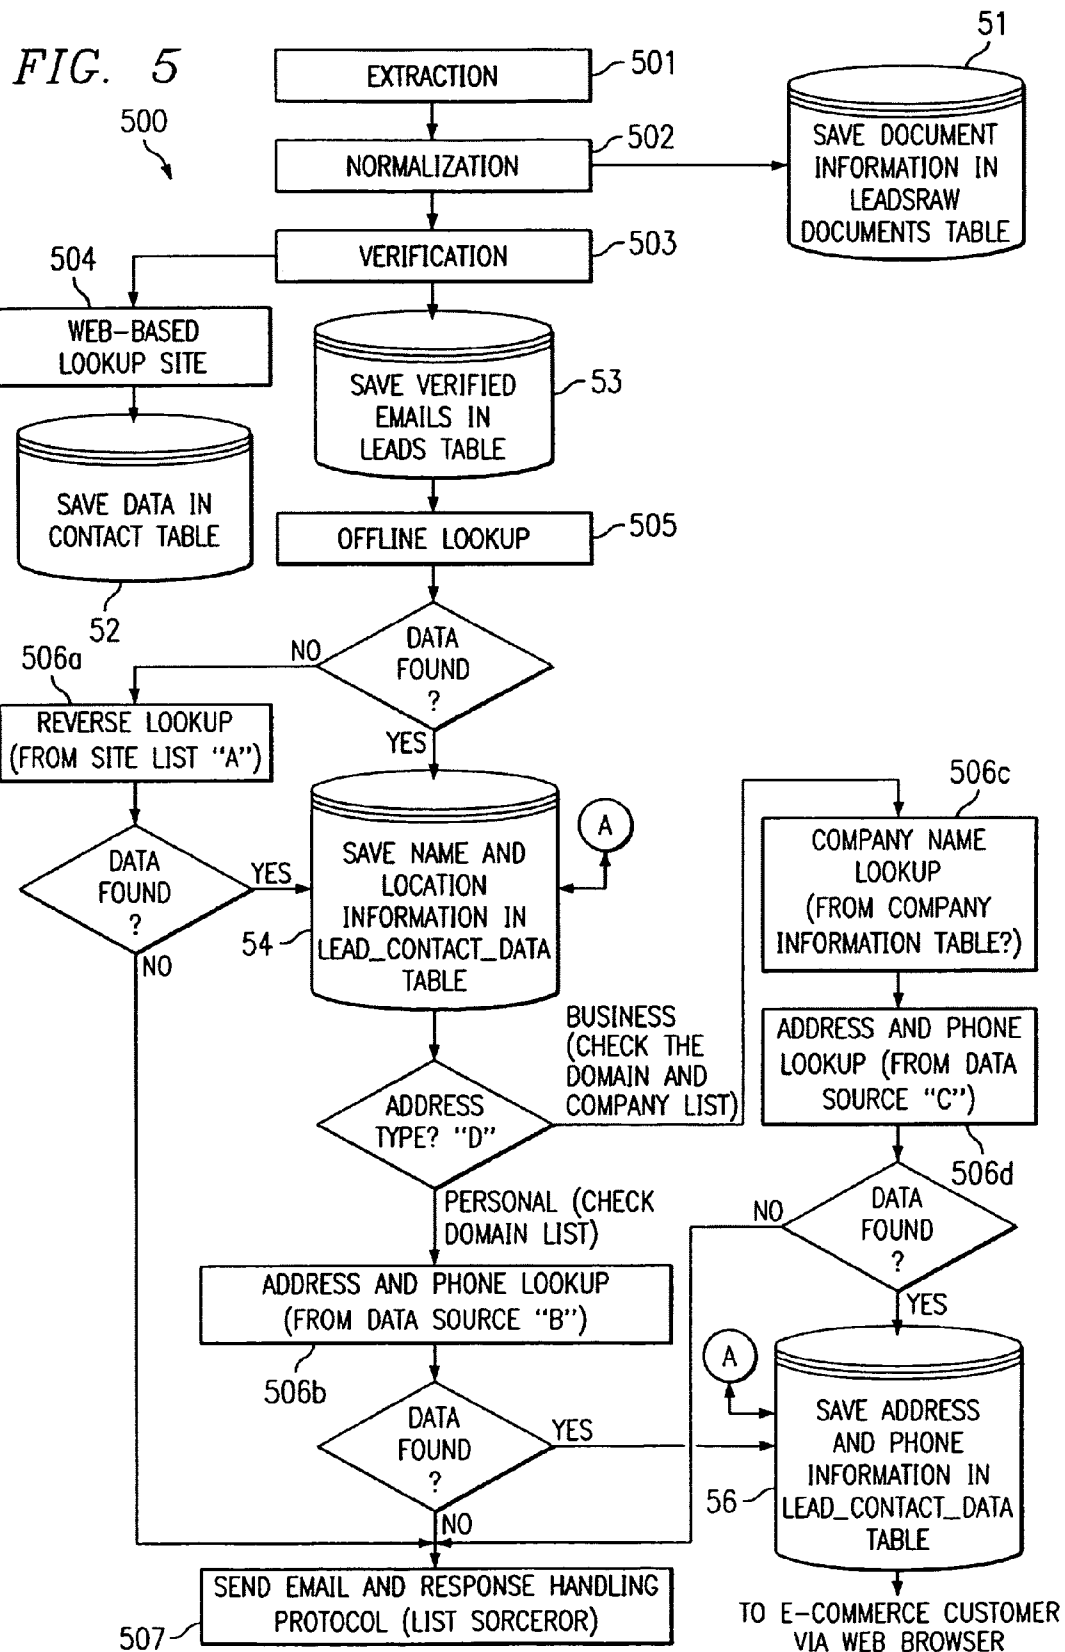 FIG. 5
500
EXTRACTION
501
NORMALIZATION
502
51
SAVE DOCUMENT
INFORMATION IN
LEADSRAW
DOCUMENTS TABLE
VERIFICATION
503
504
WEB-BASED
LOOKUP SITE
SAVE VERIFIED
EMAILS IN
LEADS TABLE
53
SAVE DATA IN
CONTACT TABLE
52
OFFLINE LOOKUP
505
DATA
FOUND
?
NO
YES
506a
REVERSE LOOKUP
(FROM SITE LIST "A")
DATA
FOUND
?
YES
NO
SAVE NAME AND
LOCATION
INFORMATION IN
LEAD_CONTACT_DATA
TABLE
54
A
506c
COMPANY NAME
LOOKUP
(FROM COMPANY
INFORMATION TABLE?)
BUSINESS
(CHECK THE
DOMAIN AND
COMPANY LIST)
ADDRESS AND PHONE
LOOKUP (FROM DATA
SOURCE "C")
506d
ADDRESS
TYPE? "D"
PERSONAL (CHECK
DOMAIN LIST)
DATA
FOUND
?
NO
YES
ADDRESS AND PHONE LOOKUP
(FROM DATA SOURCE "B")
506b
DATA
FOUND
?
YES
NO
A
SAVE ADDRESS
AND PHONE
INFORMATION IN
LEAD_CONTACT_DATA
TABLE
56
SEND EMAIL AND RESPONSE HANDLING
PROTOCOL (LIST SORCEROR)
507
TO E-COMMERCE CUSTOMER
VIA WEB BROWSER